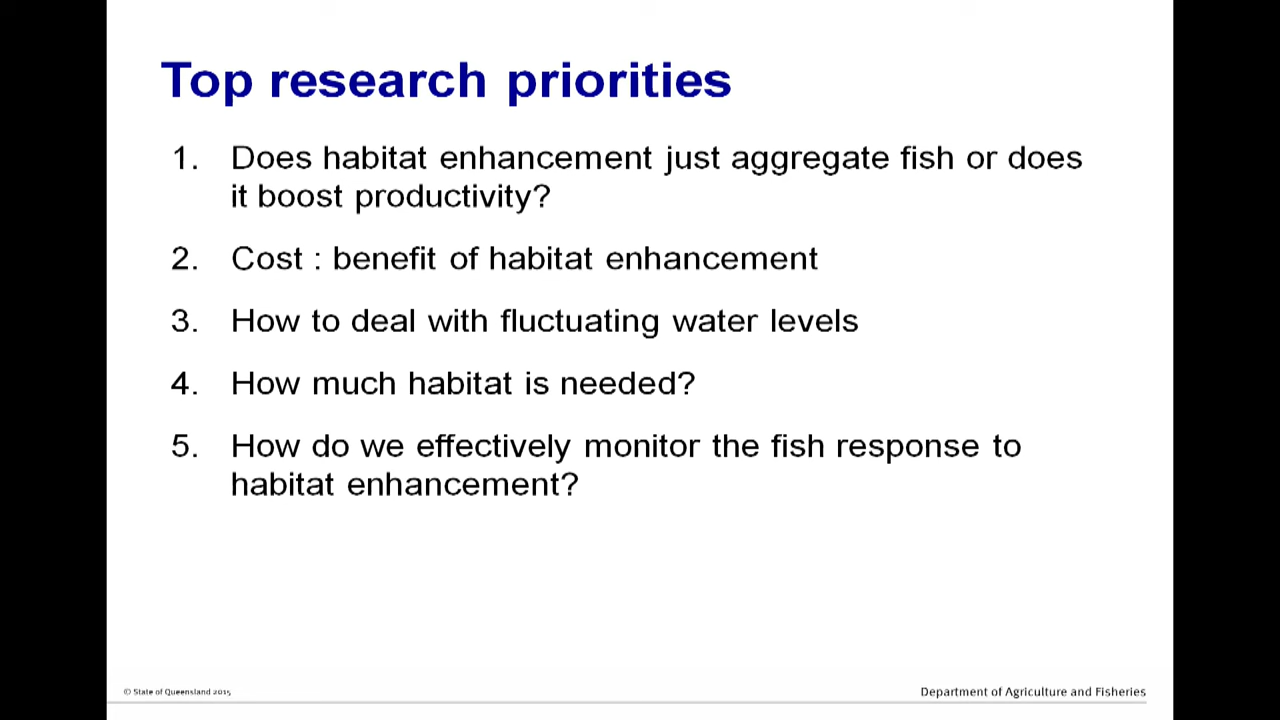 Top research priorities
1. Does habitat enhancement just aggregate fish or does
it boost productivity?
2. Cost : benefit of habitat enhancement
3. How to deal with fluctuating water levels
4. How much habitat is needed?
5. How do we effectively monitor the fish response to
habitat enhancement?
© State of Queensland 2015
Department of Agriculture and Fisheries